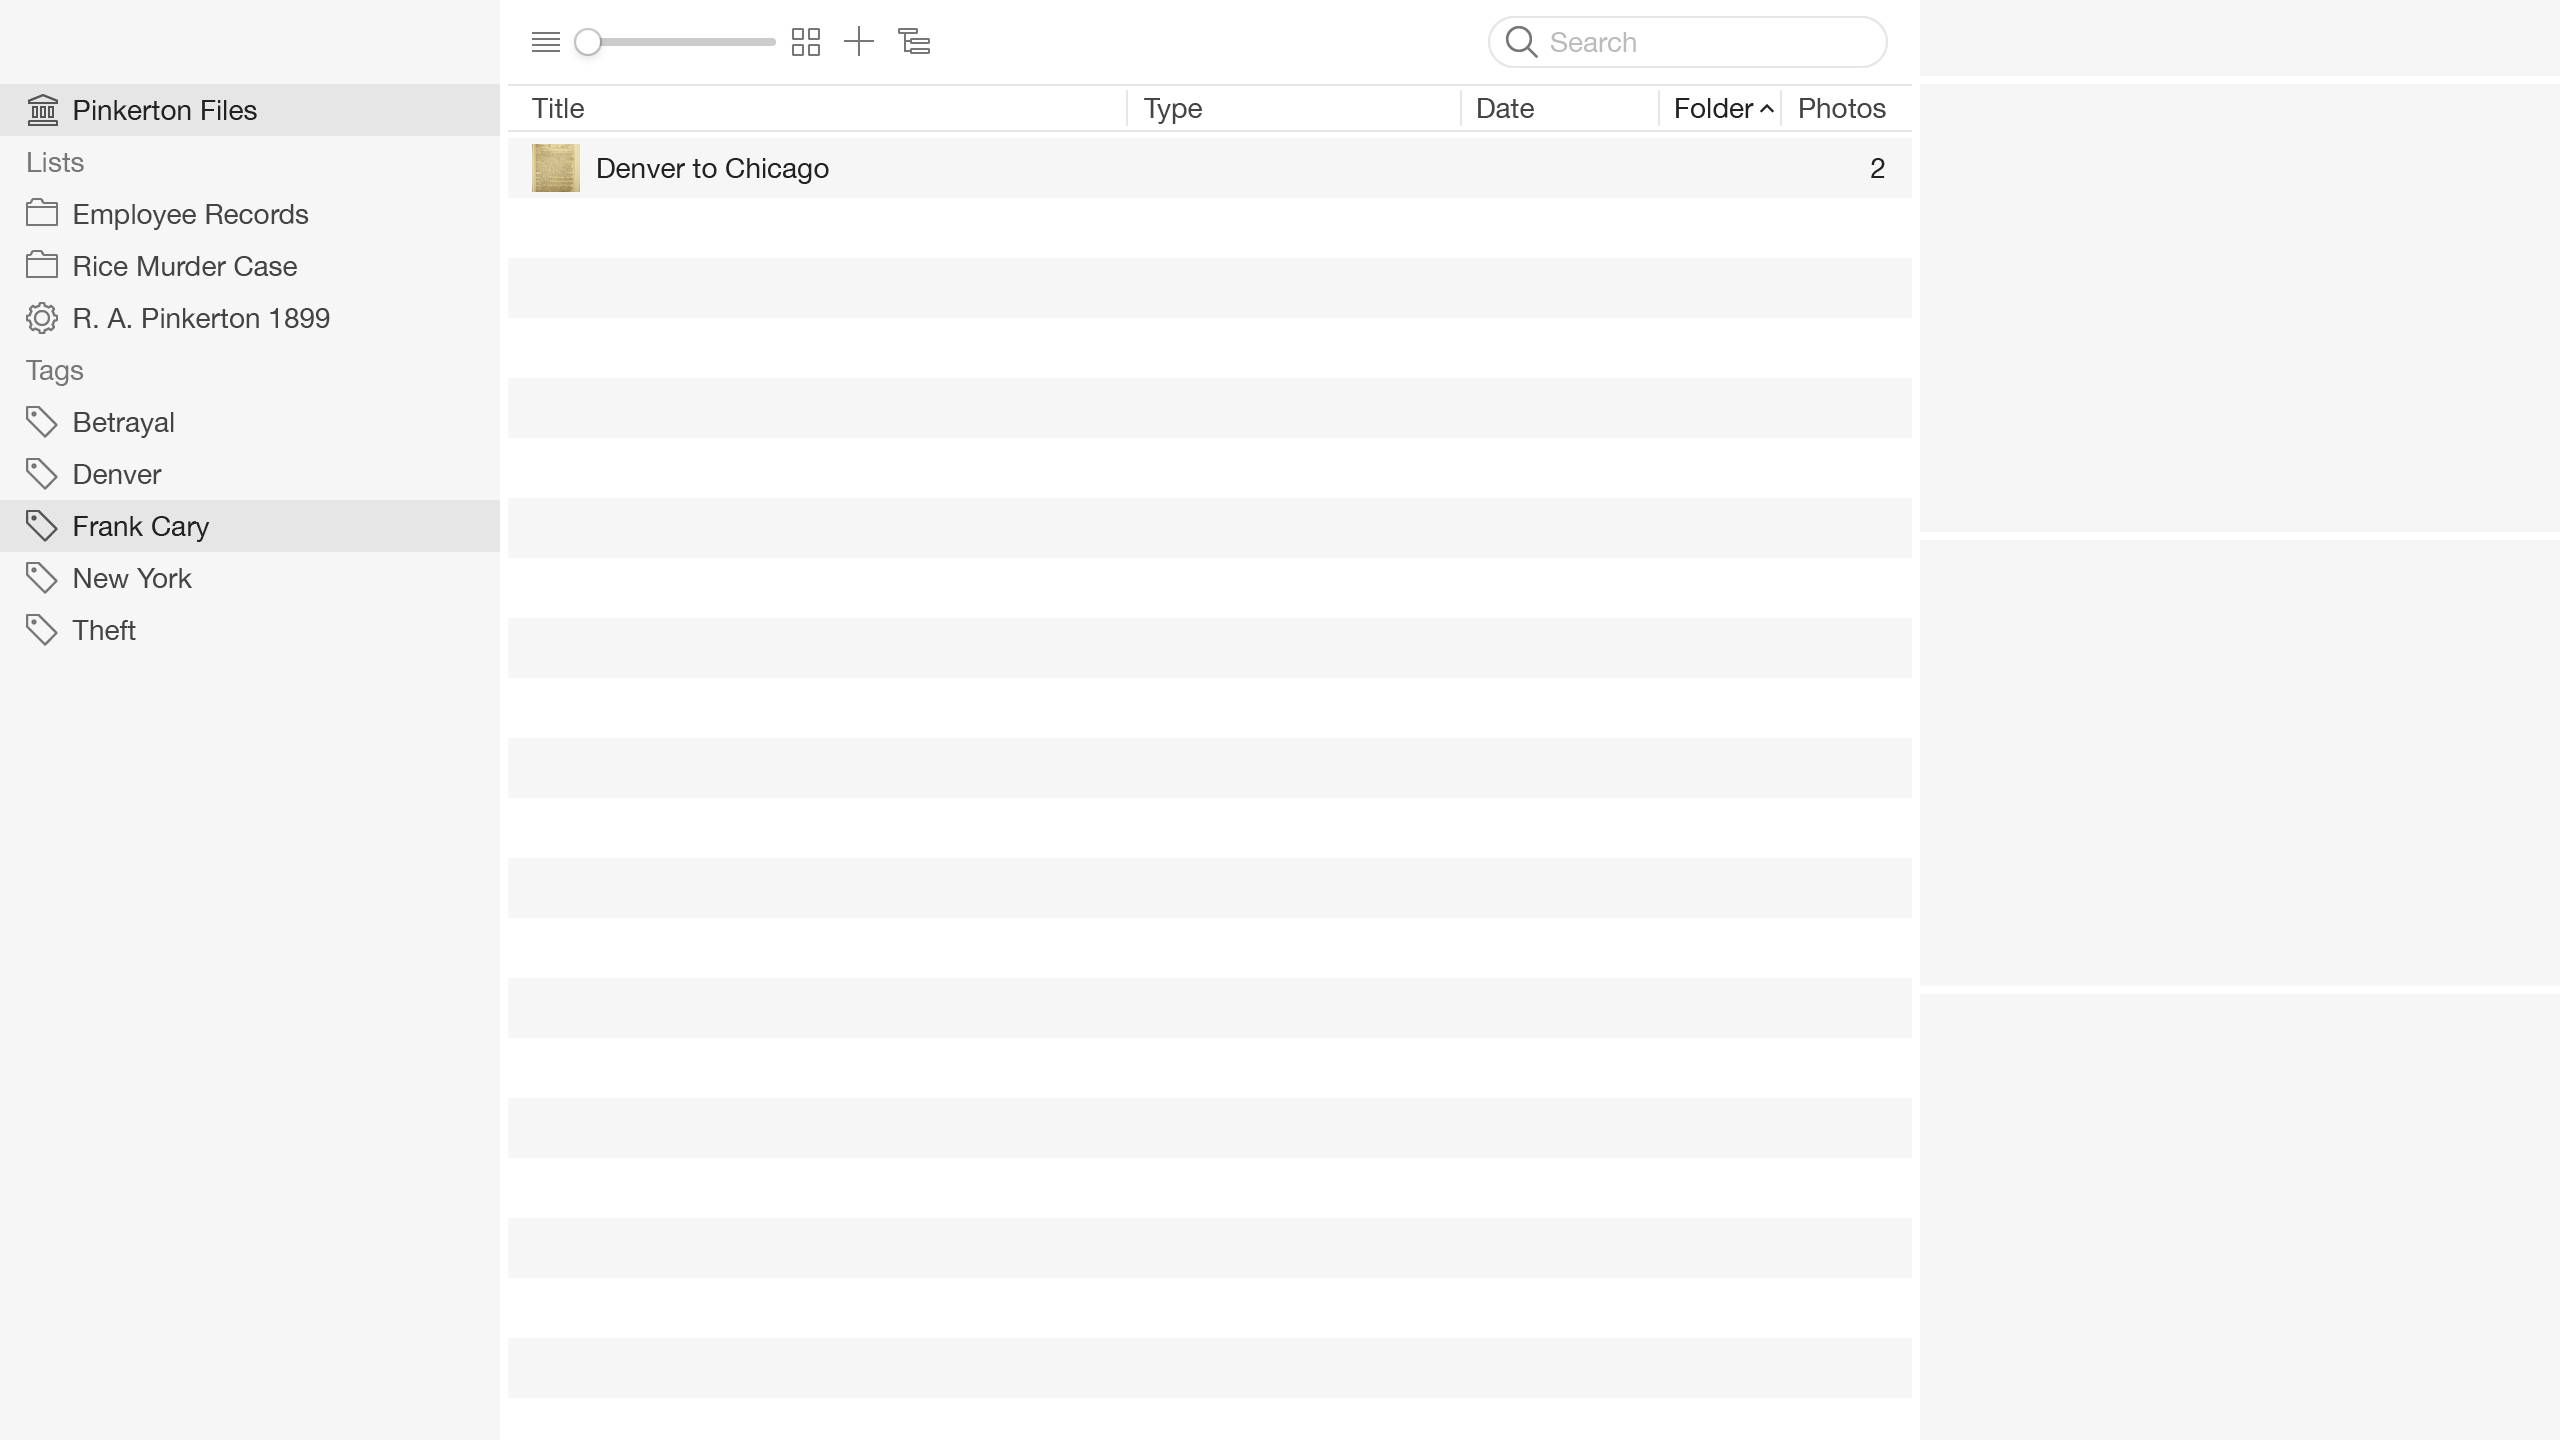 Search
Title Type Date Folder Photos
Pinkerton Files
Lists
Employee Records
Rice Murder Case
R. A. Pinkerton 1899
Tags
Betrayal
Denver
Frank Cary
New York
Theft
Denver to Chicago 2